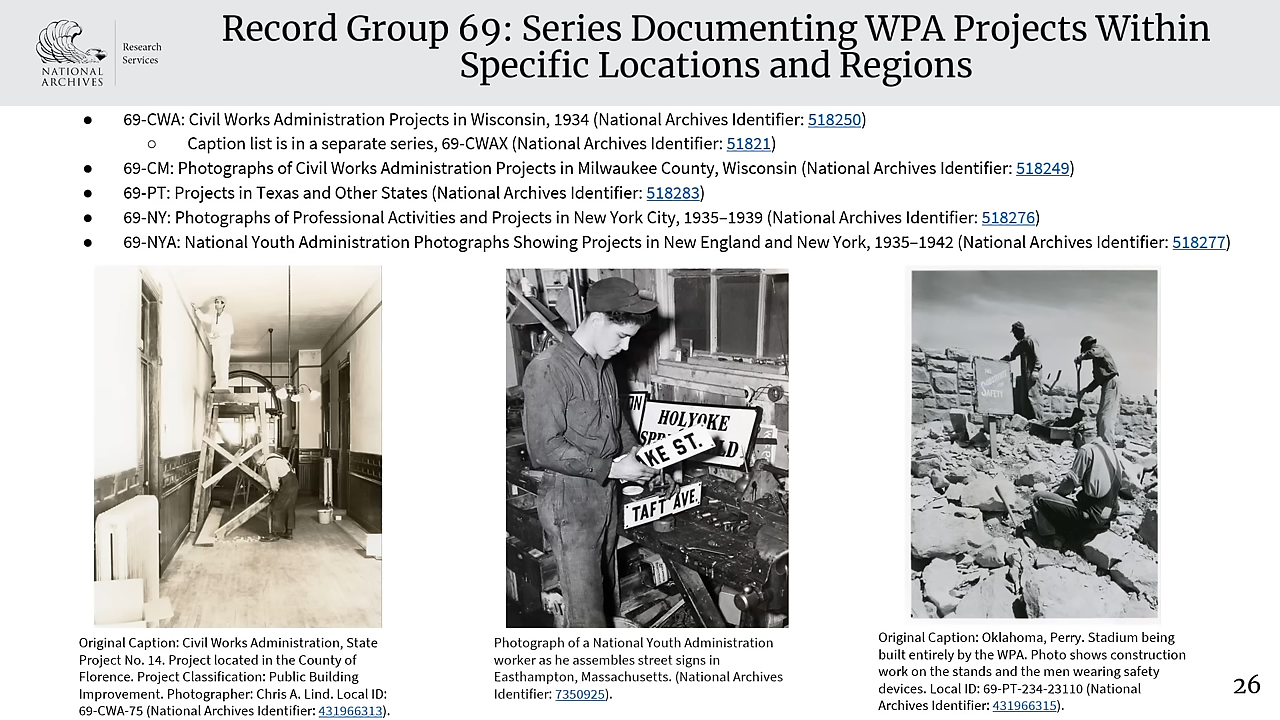 NATIONAL
ARCHIVES
Research
Services
Record Group 69: Series Documenting WPA Projects Within
Specific Locations and Regions
● 69-CWA: Civil Works Administration Projects in Wisconsin, 1934 (National Archives Identifier: 518250)
○ Caption list is in a separate series, 69-CWAX (National Archives Identifier: 51821)
● 69-CM: Photographs of Civil Works Administration Projects in Milwaukee County, Wisconsin (National Archives Identifier: 518249)
● 69-PT: Projects in Texas and Other States (National Archives Identifier: 518283)
● 69-NY: Photographs of Professional Activities and Projects in New York City, 1935–1939 (National Archives Identifier: 518276)
● 69-NYA: National Youth Administration Photographs Showing Projects in New England and New York, 1935–1942 (National Archives Identifier: 518277)
ON
HOLYOKE
SPR LD
KE ST.
TAFT AVE.
SAFETY
Original Caption: Civil Works Administration, State
Project No. 14. Project located in the County of
Florence. Project Classification: Public Building
Improvement. Photographer: Chris A. Lind. Local ID:
69-CWA-75 (National Archives Identifier: 431966313).
Photograph of a National Youth Administration
worker as he assembles street signs in
Easthampton, Massachusetts. (National Archives
Identifier: 7350925).
Original Caption: Oklahoma, Perry. Stadium being
built entirely by the WPA. Photo shows construction
work on the stands and the men wearing safety
devices. Local ID: 69-PT-234-23110 (National
Archives Identifier: 431966315).
26